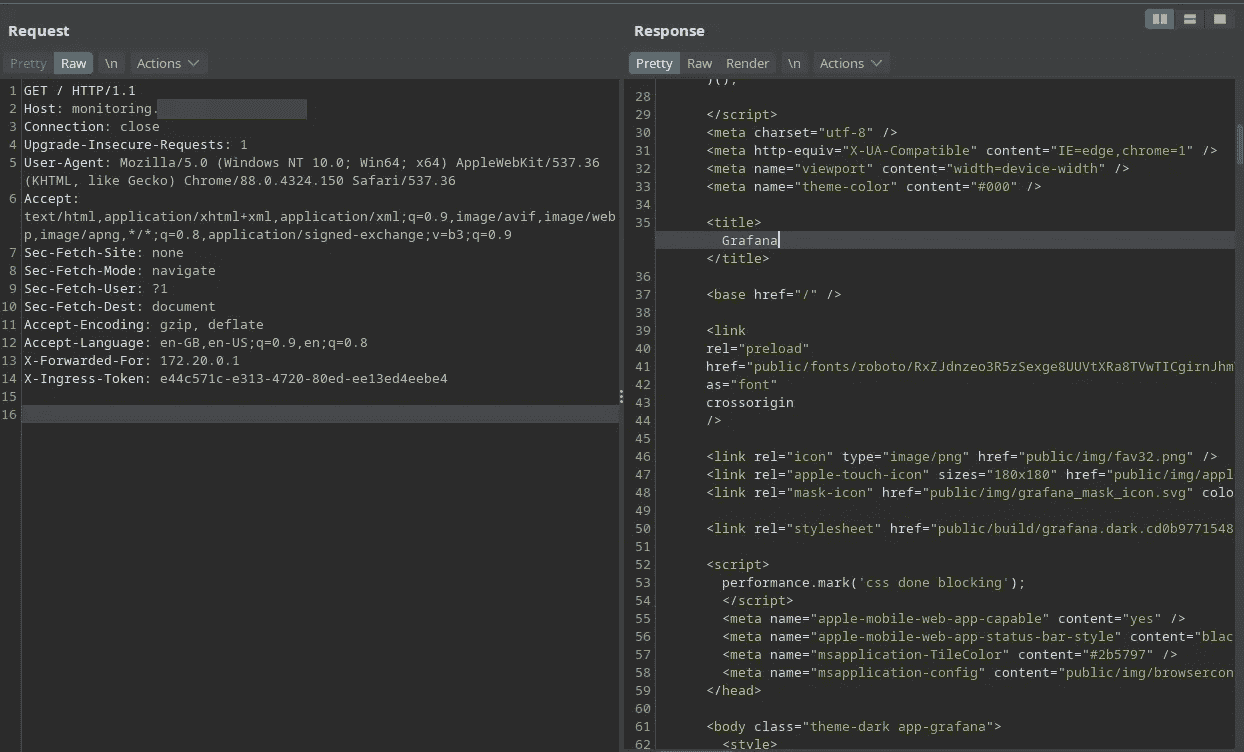 Request
Pretty Raw \n Actions
1 GET / HTTP/1.1
2 Host: monitoring.
3 Connection: close
4 Upgrade-Insecure-Requests: 1
5 User-Agent: Mozilla/5.0 (Windows NT 10.0; Win64; x64) AppleWebKit/537.36
(KHTML, like Gecko) Chrome/88.0.4324.150 Safari/537.36
6 Accept:
text/html,application/xhtml+xml,application/xml;q=0.9,image/avif,image/web
p,image/apng,*/*;q=0.8,application/signed-exchange;v=b3;q=0.9
7 Sec-Fetch-Site: none
8 Sec-Fetch-Mode: navigate
9 Sec-Fetch-User: ?1
10 Sec-Fetch-Dest: document
11 Accept-Encoding: gzip, deflate
12 Accept-Language: en-GB,en-US;q=0.9,en;q=0.8
13 X-Forwarded-For: 172.20.0.1
14 X-Ingress-Token: e44c571c-e313-4720-80ed-ee13ed4eebe4
15
16
Response
Pretty Raw Render \n Actions
)();
28
29 </script>
30 <meta charset="utf-8" />
31 <meta http-equiv="X-UA-Compatible" content="IE=edge,chrome=1" />
32 <meta name="viewport" content="width=device-width" />
33 <meta name="theme-color" content="#000" />
34
35 <title>
Grafana
</title>
36
37 <base href="/" />
38
39 <link
40 rel="preload"
41 href="public/fonts/roboto/RxZJdnzeo3R5zSexge8UUVtXRa8TVwTICgirnJhm
42 as="font"
43 crossorigin
44 />
45
46 <link rel="icon" type="image/png" href="public/img/fav32.png" />
47 <link rel="apple-touch-icon" sizes="180x180" href="public/img/appl
48 <link rel="mask-icon" href="public/img/grafana_mask_icon.svg" colo
49
50 <link rel="stylesheet" href="public/build/grafana.dark.cd0b9771548
51
52 <script>
53 performance.mark('css done blocking');
54 </script>
55 <meta name="apple-mobile-web-app-capable" content="yes" />
56 <meta name="apple-mobile-web-app-status-bar-style" content="blac
57 <meta name="msapplication-TileColor" content="#2b5797" />
58 <meta name="msapplication-config" content="public/img/browsercon
59 </head>
60
61 <body class="theme-dark app-grafana">
62 <style>